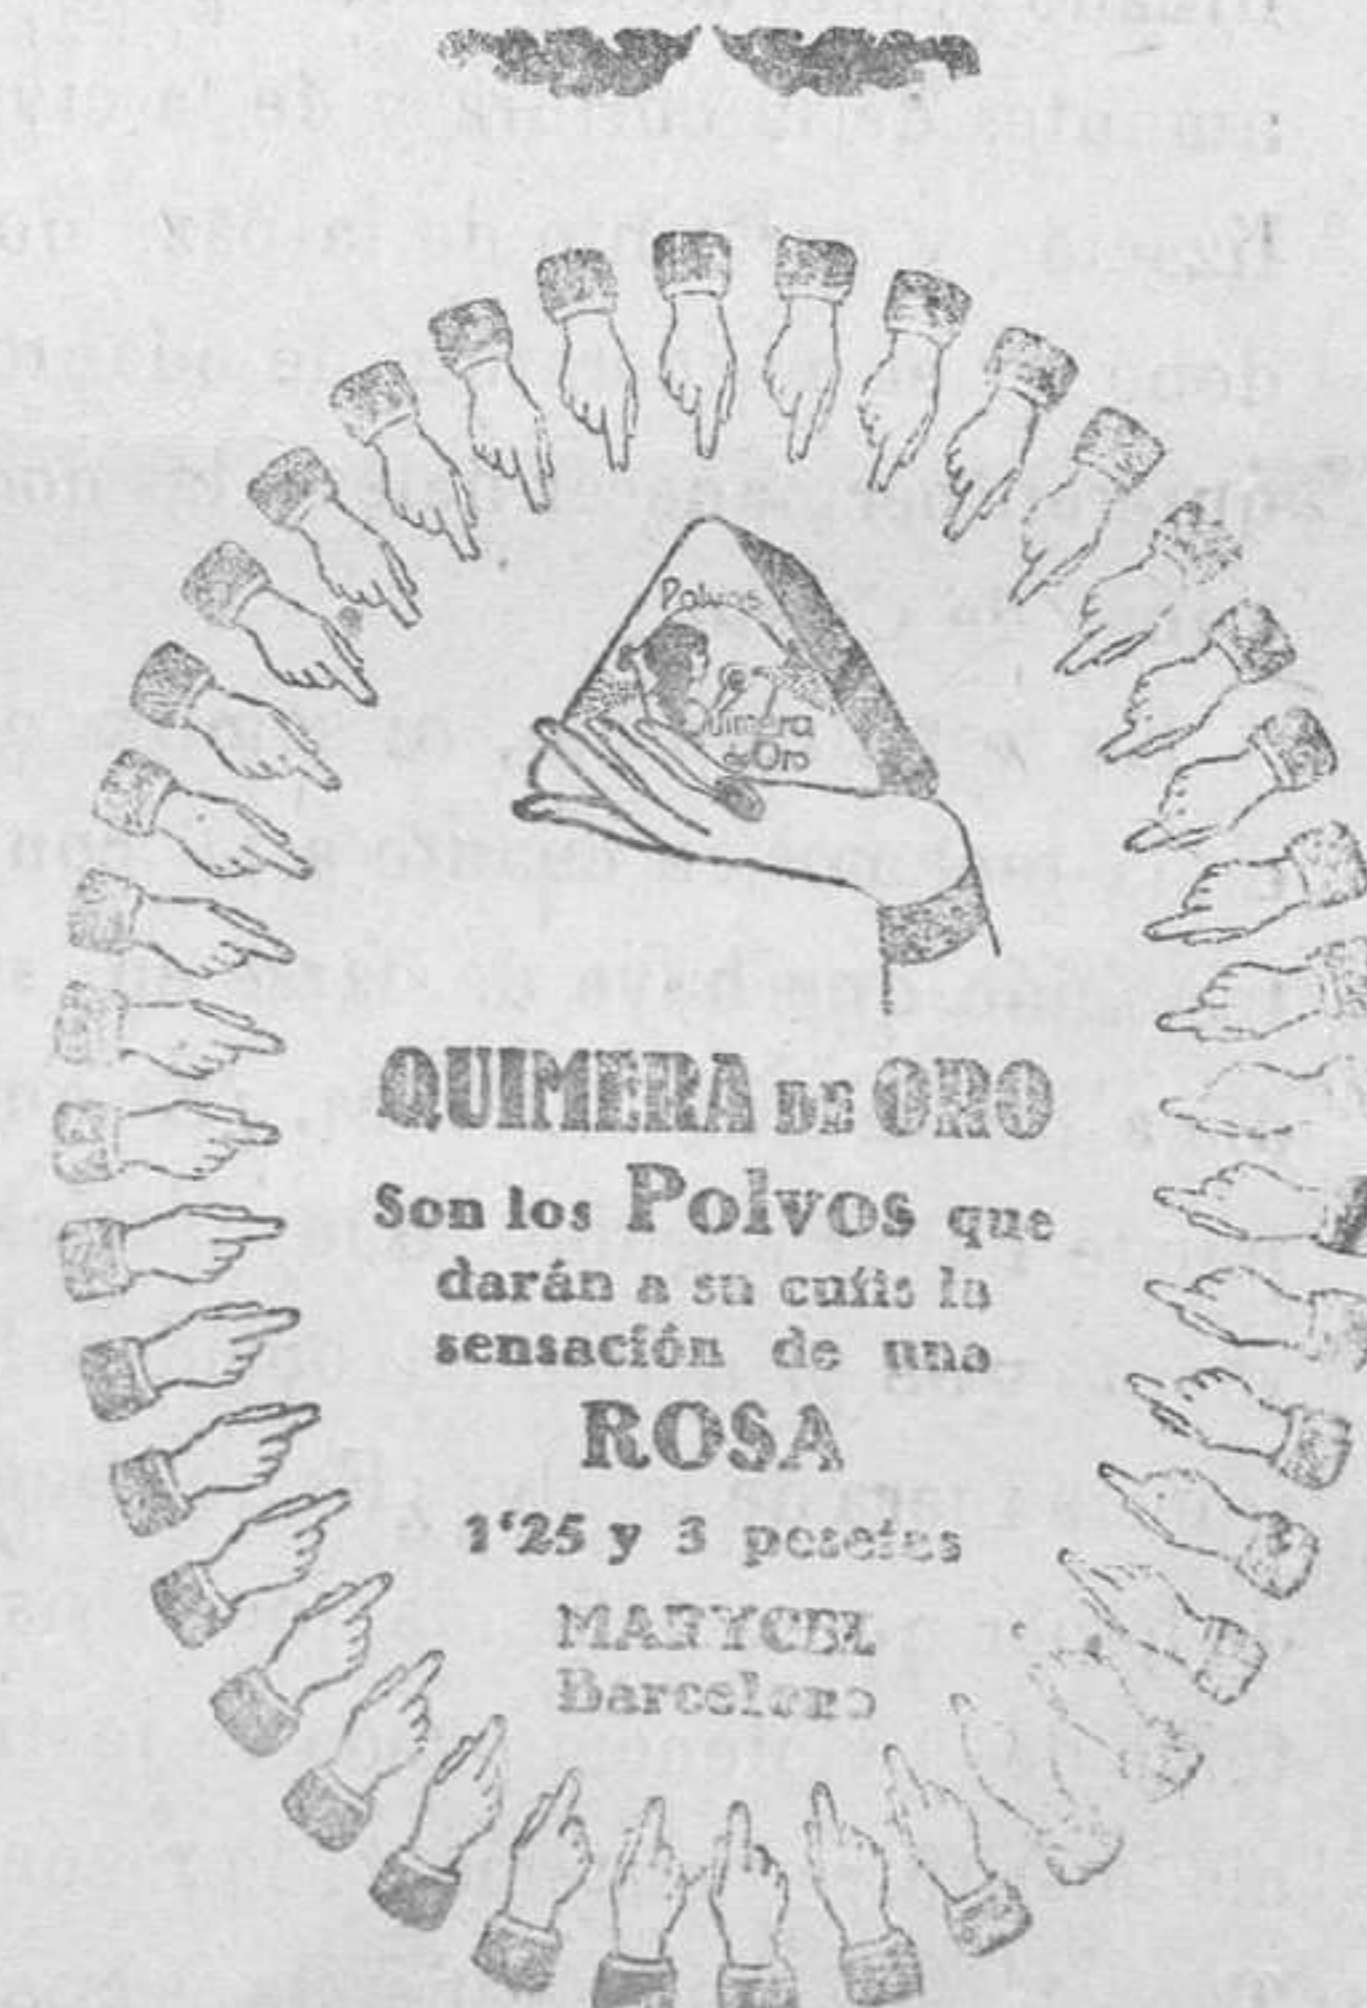 Polvos
Quimera
de Oro
QUIMERA DE ORO
Son los Polvos que
darán a su cutis la
sensación de una
ROSA
1'25 y 3 pesetas
MARYCEL
Barcelona